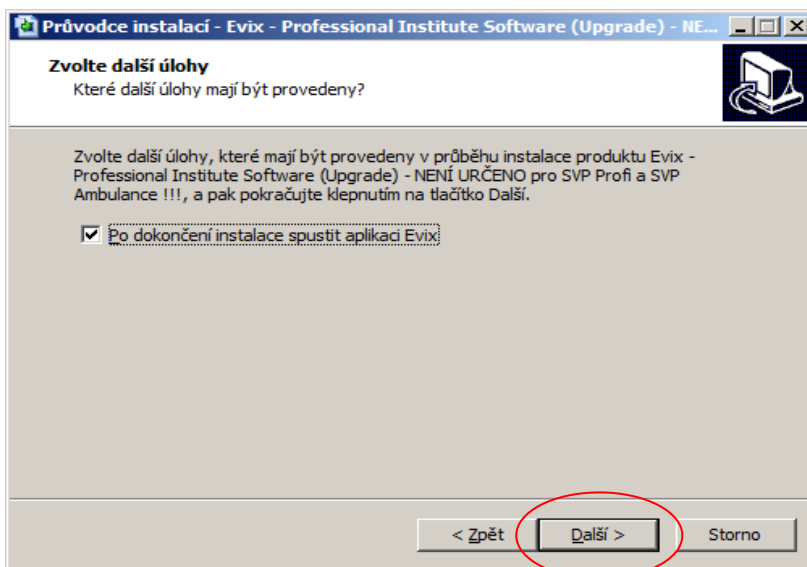 Průvodce instalací - Evix - Professional Institute Software (Upgrade) - NE...
Zvolte další úlohy
Které další úlohy mají být provedeny?
Zvolte další úlohy, které mají být provedeny v průběhu instalace produktu Evix -
Professional Institute Software (Upgrade) - NENÍ URČENO pro SVP Profi a SVP
Ambulance !!!, a pak pokračujte klepnutím na tlačítko Další.
Po dokončení instalace spustit aplikaci Evix
< Zpět
Další >
Storno